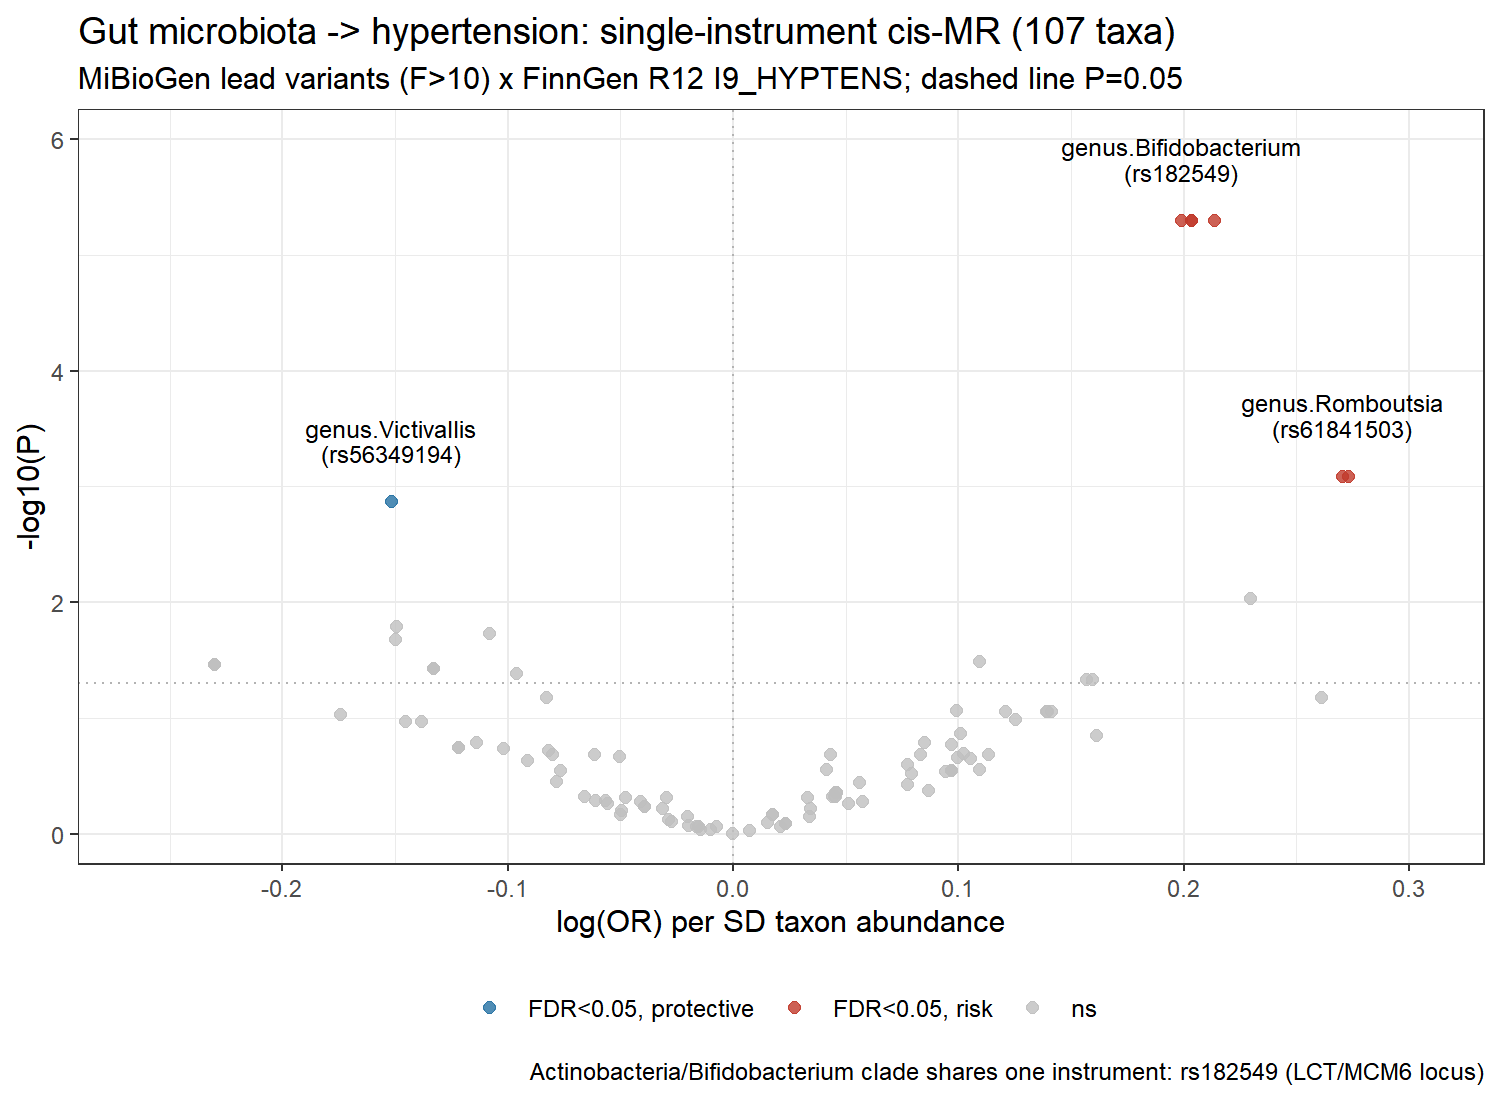 Gut microbiota -> hypertension: single-instrument cis-MR (107 taxa)
MiBioGen lead variants (F>10) x FinnGen R12 I9_HYPTENS; dashed line P=0.05
-log10(P)
6
4
2
0
genus.Bifidobacterium
(rs182549)
genus.Romboutsia
(rs61841503)
genus.Victivallis
(rs56349194)
-0.2
-0.1
0.0
0.1
0.2
0.3
log(OR) per SD taxon abundance
FDR<0.05, protective
FDR<0.05, risk
ns
Actinobacteria/Bifidobacterium clade shares one instrument: rs182549 (LCT/MCM6 locus)